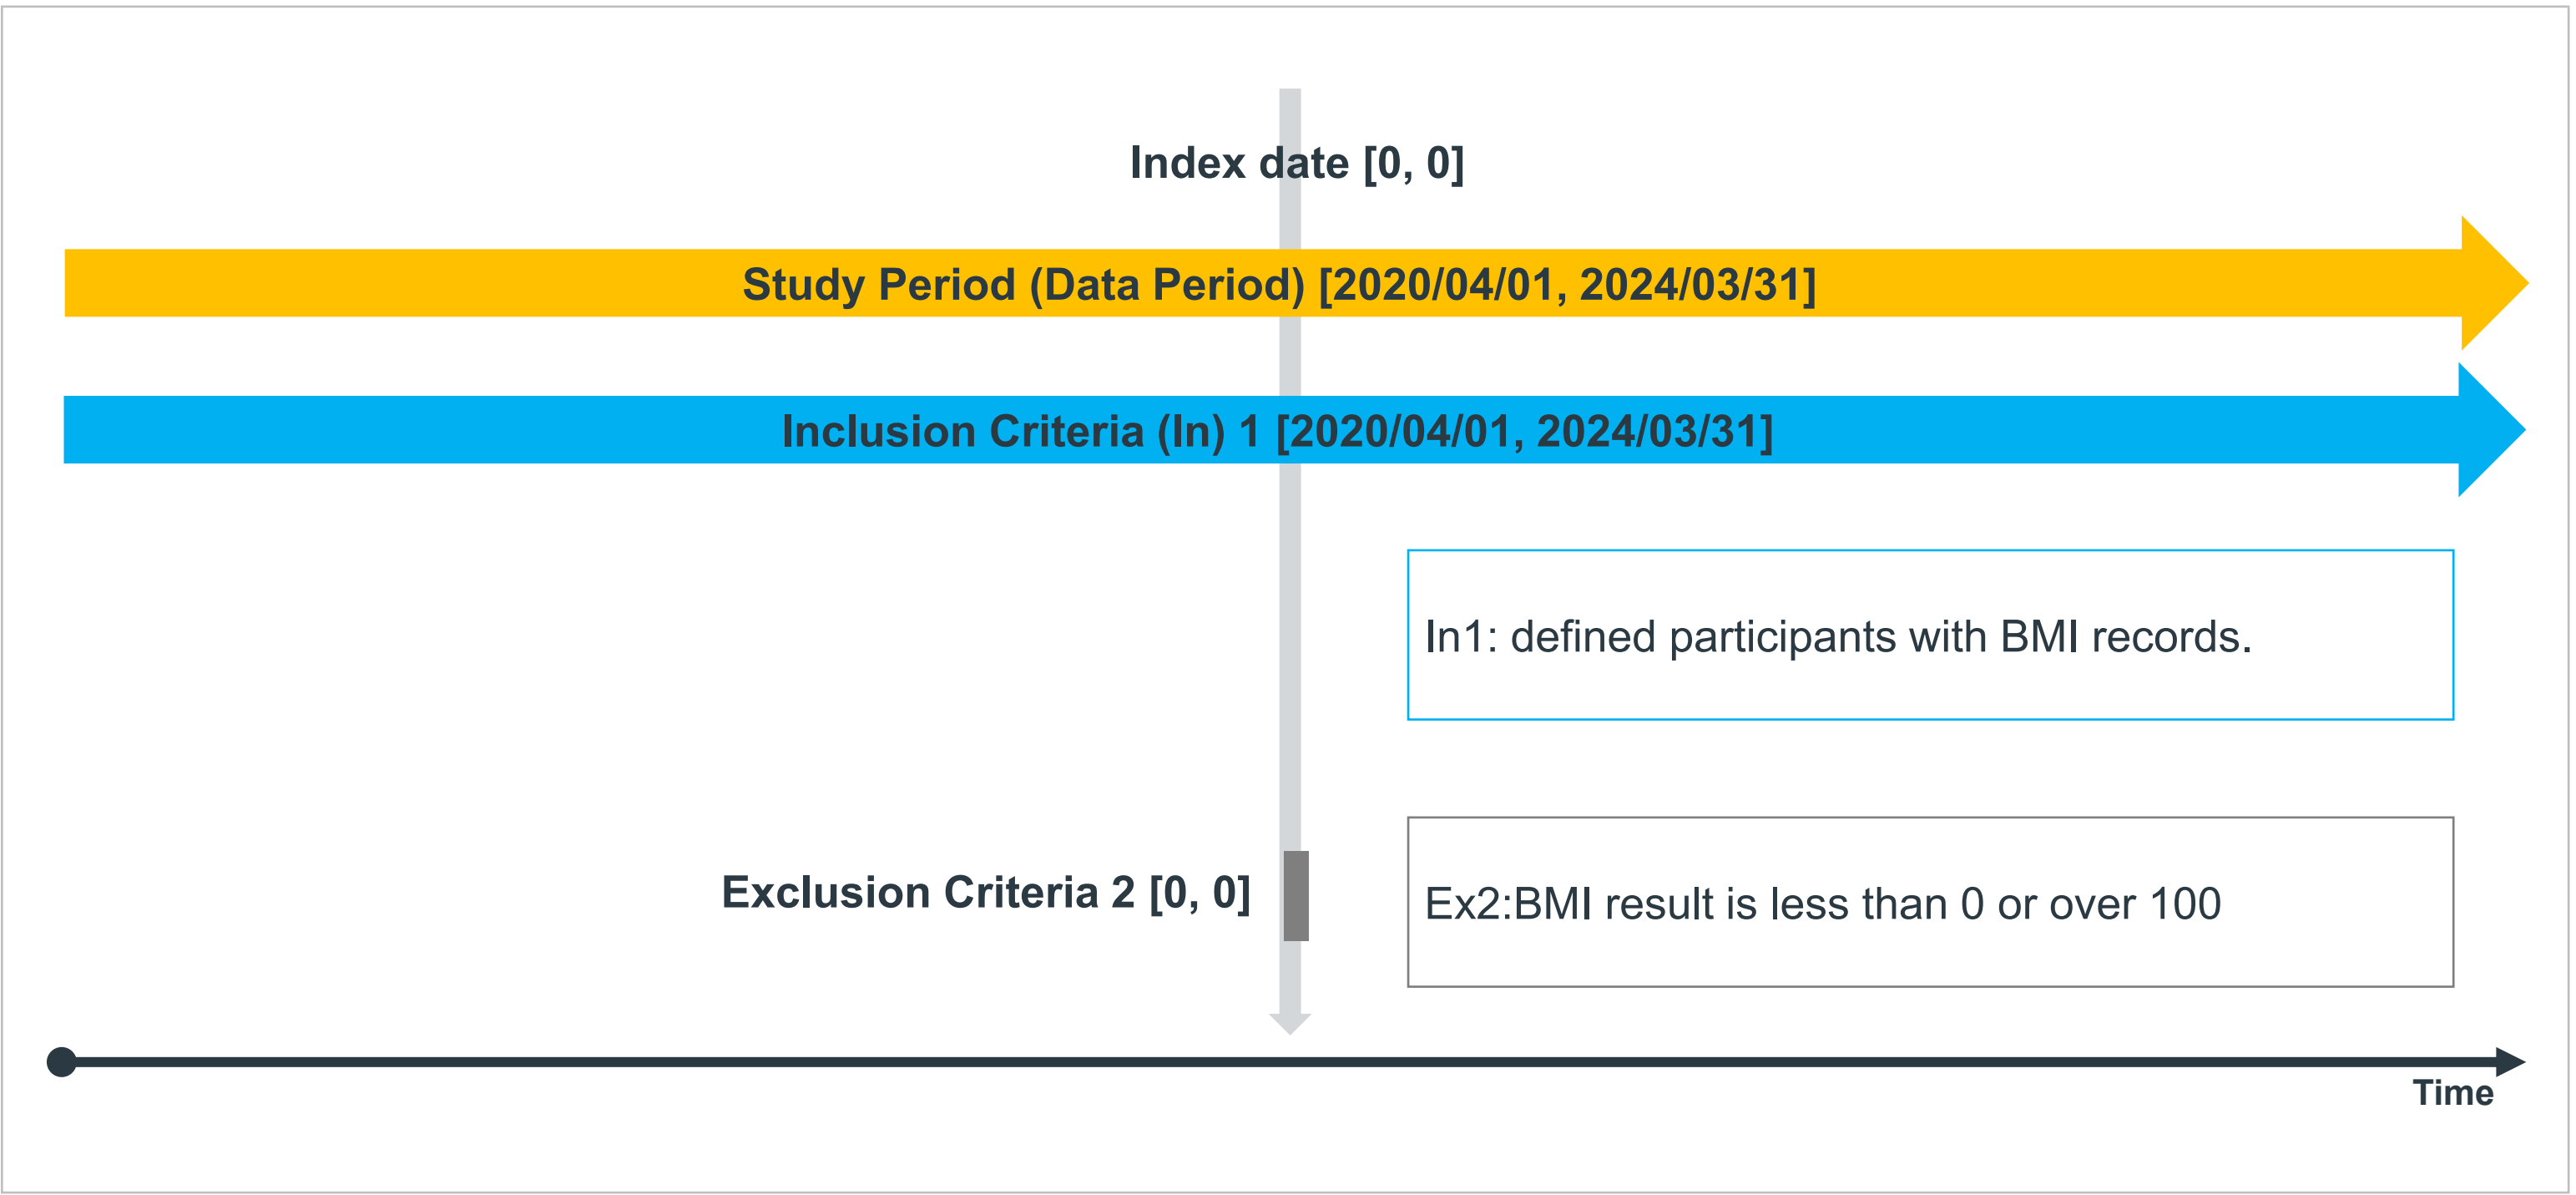 Index date [0, 0]
Study Period (Data Period) [2020/04/01, 2024/03/31]
Inclusion Criteria (In) 1 [2020/04/01, 2024/03/31]
In1: defined participants with BMI records.
Exclusion Criteria 2 [0, 0]
Ex2:BMI result is less than 0 or over 100
Time